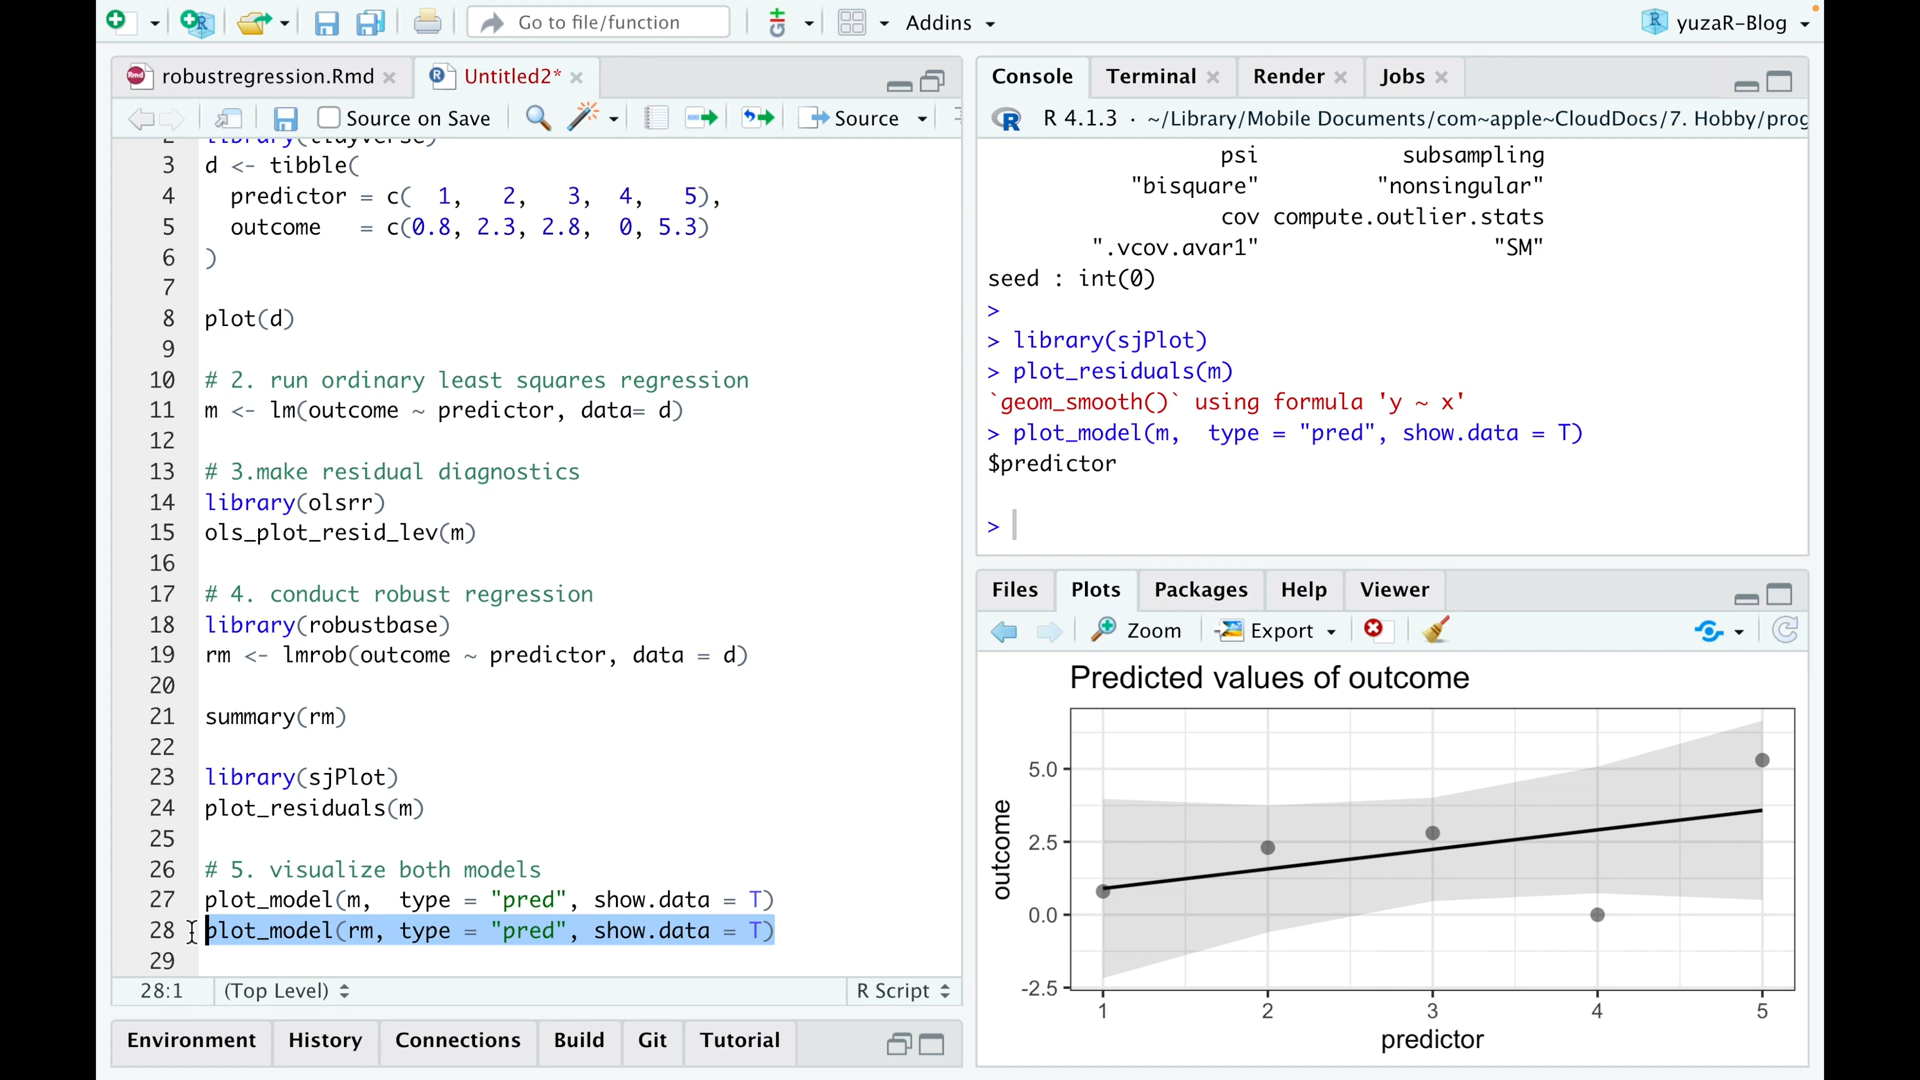 Go to file/function
Addins
yuzaR-Blog
robustregression.Rmd
Untitled2*
Source on Save
Source
library(tidyverse)
3 d <- tibble(
4 predictor = c( 1, 2, 3, 4, 5),
5 outcome = c(0.8, 2.3, 2.8, 0, 5.3)
6 )
7
8 plot(d)
9
10 # 2. run ordinary least squares regression
11 m <- lm(outcome ~ predictor, data= d)
12
13 # 3.make residual diagnostics
14 library(olsrr)
15 ols_plot_resid_lev(m)
16
17 # 4. conduct robust regression
18 library(robustbase)
19 rm <- lmrob(outcome ~ predictor, data = d)
20
21 summary(rm)
22
23 library(sjPlot)
24 plot_residuals(m)
25
26 # 5. visualize both models
27 plot_model(m, type = "pred", show.data = T)
28 plot_model(rm, type = "pred", show.data = T)
29
28:1 (Top Level) R Script
Environment History Connections Build Git Tutorial
Console Terminal Render Jobs
R 4.1.3 · ~/Library/Mobile Documents/com~apple~CloudDocs/7. Hobby/prog
psi subsampling
"bisquare" "nonsingular"
cov compute.outlier.stats
".vcov.avar1" "SM"
seed : int(0)
>
> library(sjPlot)
> plot_residuals(m)
`geom_smooth()` using formula 'y ~ x'
> plot_model(m, type = "pred", show.data = T)
$predictor
>
Files Plots Packages Help Viewer
Zoom Export
Predicted values of outcome
outcome
5.0
2.5
0.0
-2.5
1 2 3 4 5
predictor